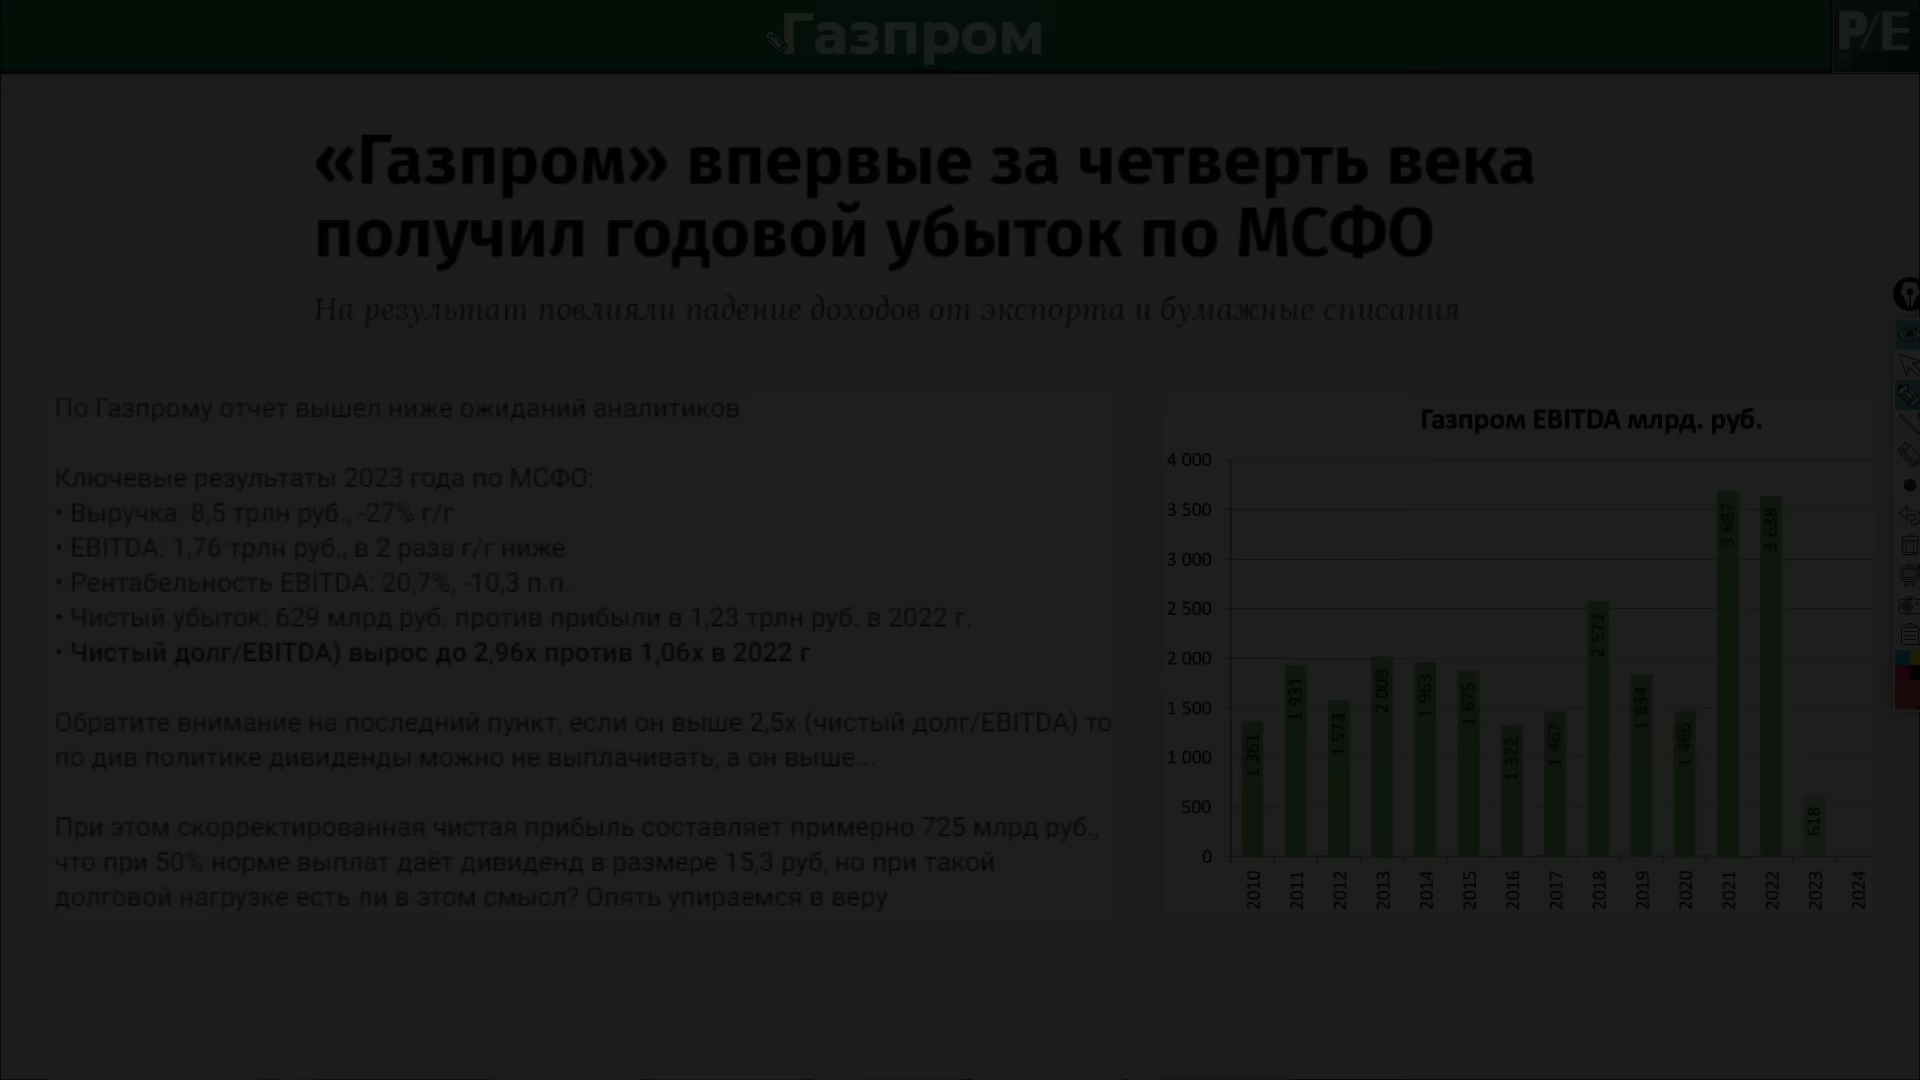 Газпром
P/E
«Газпром» впервые за четверть века
получил годовой убыток по МСФО
На результат повлияли падение доходов от экспорта и бумажные списания
По Газпрому отчет вышел ниже ожиданий аналитиков
Ключевые результаты 2023 года по МСФО:
• Выручка: 8,5 трлн руб., -27% г/г
• EBITDA: 1,76 трлн руб., в 2 раза г/г ниже
• Рентабельность EBITDA: 20,7%, -10,3 п.п.
• Чистый убыток: 629 млрд руб. против прибыли в 1,23 трлн руб. в 2022 г.
• Чистый долг/EBITDA) вырос до 2,96x против 1,06x в 2022 г
Обратите внимание на последний пункт, если он выше 2,5x (чистый долг/EBITDA) то
по див политике дивиденды можно не выплачивать, а он выше...
При этом скорректированная чистая прибыль составляет примерно 725 млрд руб.,
что при 50% норме выплат даёт дивиденд в размере 15,3 руб, но при такой
долговой нагрузке есть ли в этом смысл? Опять упираемся в веру
Газпром EBITDA млрд. руб.
4 000
3 500
3 000
2 500
2 000
1 500
1 000
500
0
1 361
1 931
1 573
2 009
1 963
1 875
1 322
1 467
2 572
1 834
1 466
3 687
3 638
618
2010
2011
2012
2013
2014
2015
2016
2017
2018
2019
2020
2021
2022
2023
2024